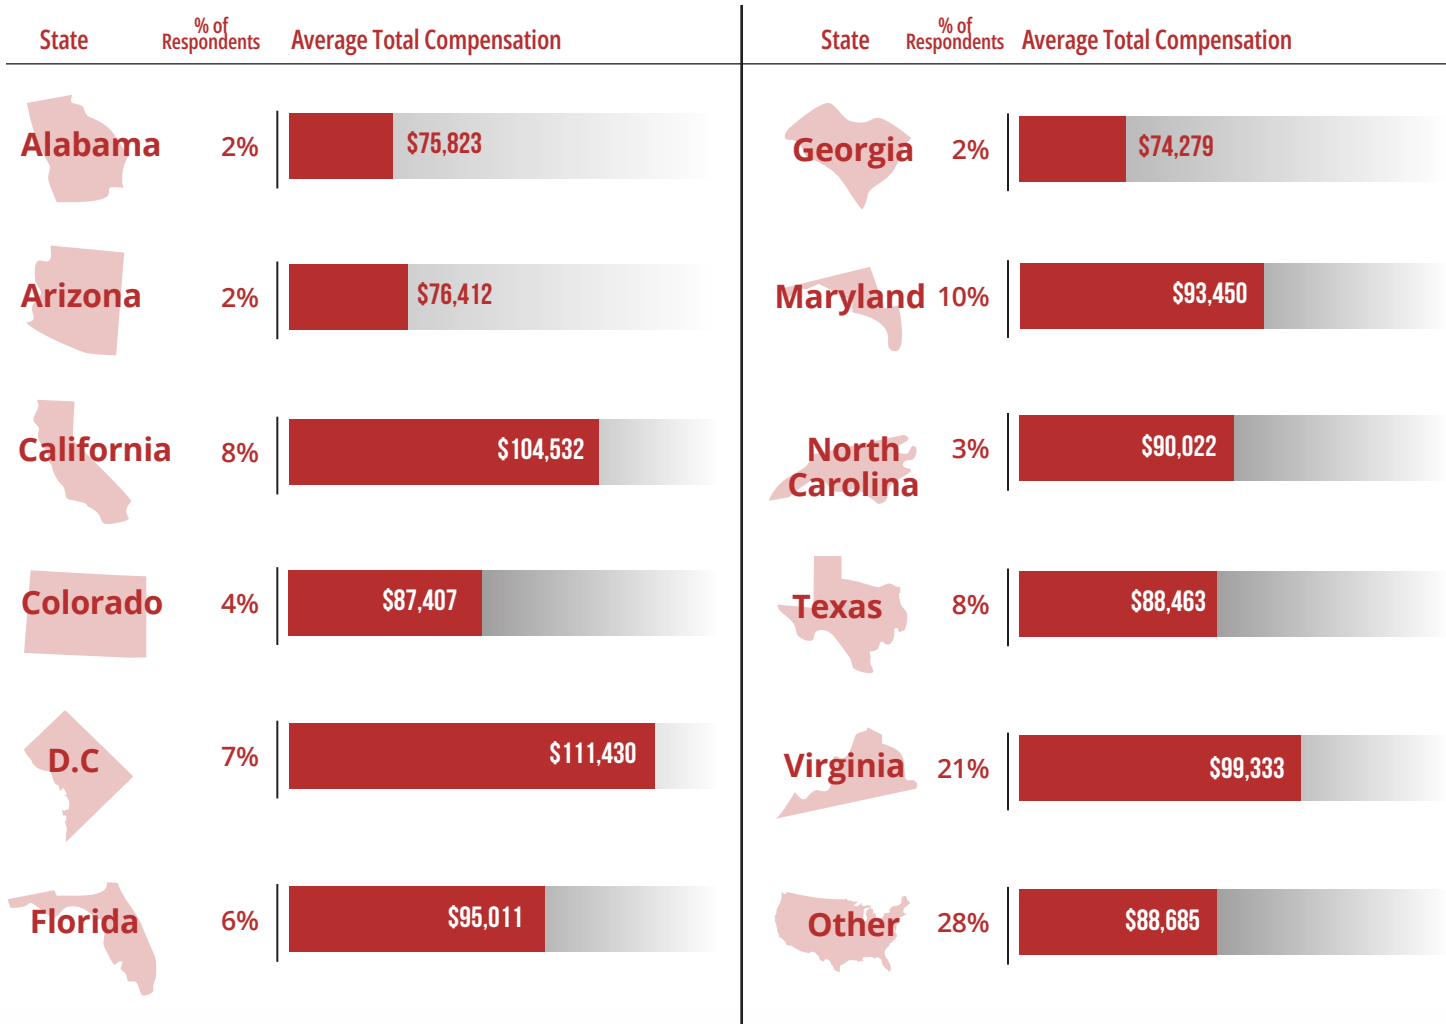 State % of Respondents Average Total Compensation
Alabama 2% $75,823
Arizona 2% $76,412
California 8% $104,532
Colorado 4% $87,407
D.C 7% $111,430
Florida 6% $95,011
State % of Respondents Average Total Compensation
Georgia 2% $74,279
Maryland 10% $93,450
North Carolina 3% $90,022
Texas 8% $88,463
Virginia 21% $99,333
Other 28% $88,685